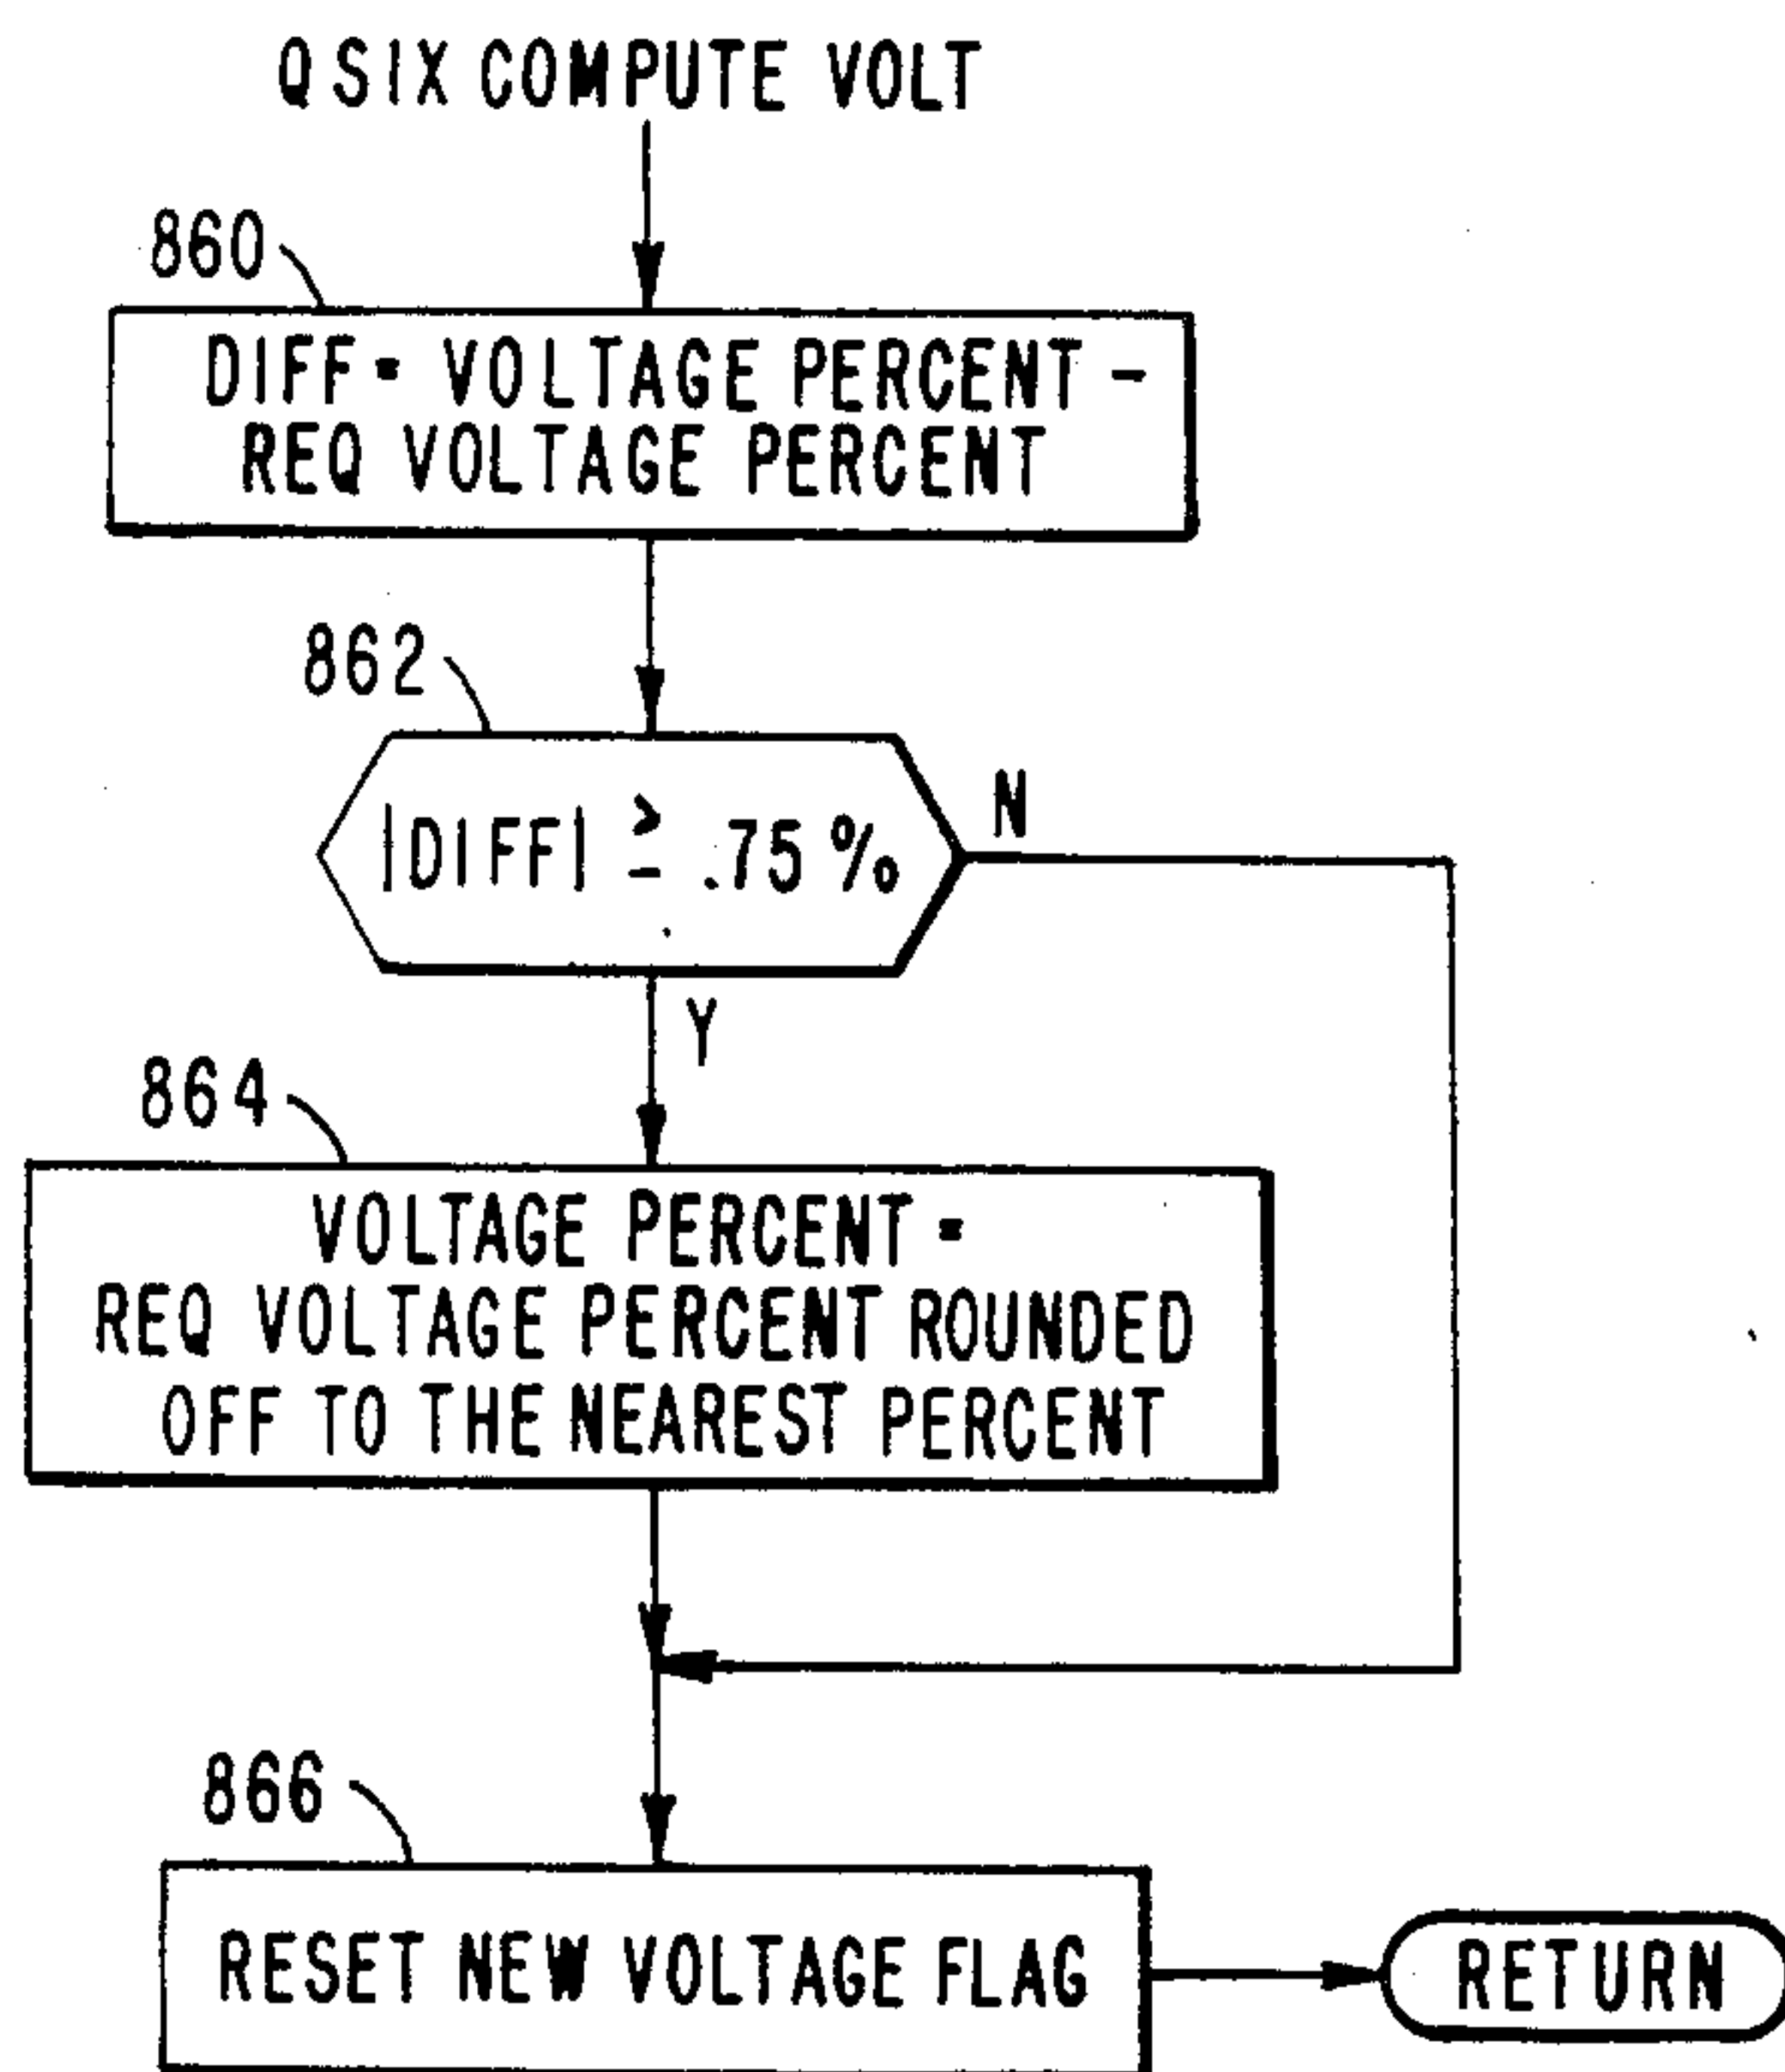 QSIX COMPUTE VOLT
860
DIFF= VOLTAGE PERCENT -
REQ VOLTAGE PERCENT
862
|DIFF| ≥ .75%
N
Y
864
VOLTAGE PERCENT =
REQ VOLTAGE PERCENT ROUNDED
OFF TO THE NEAREST PERCENT
866
RESET NEW VOLTAGE FLAG
RETURN